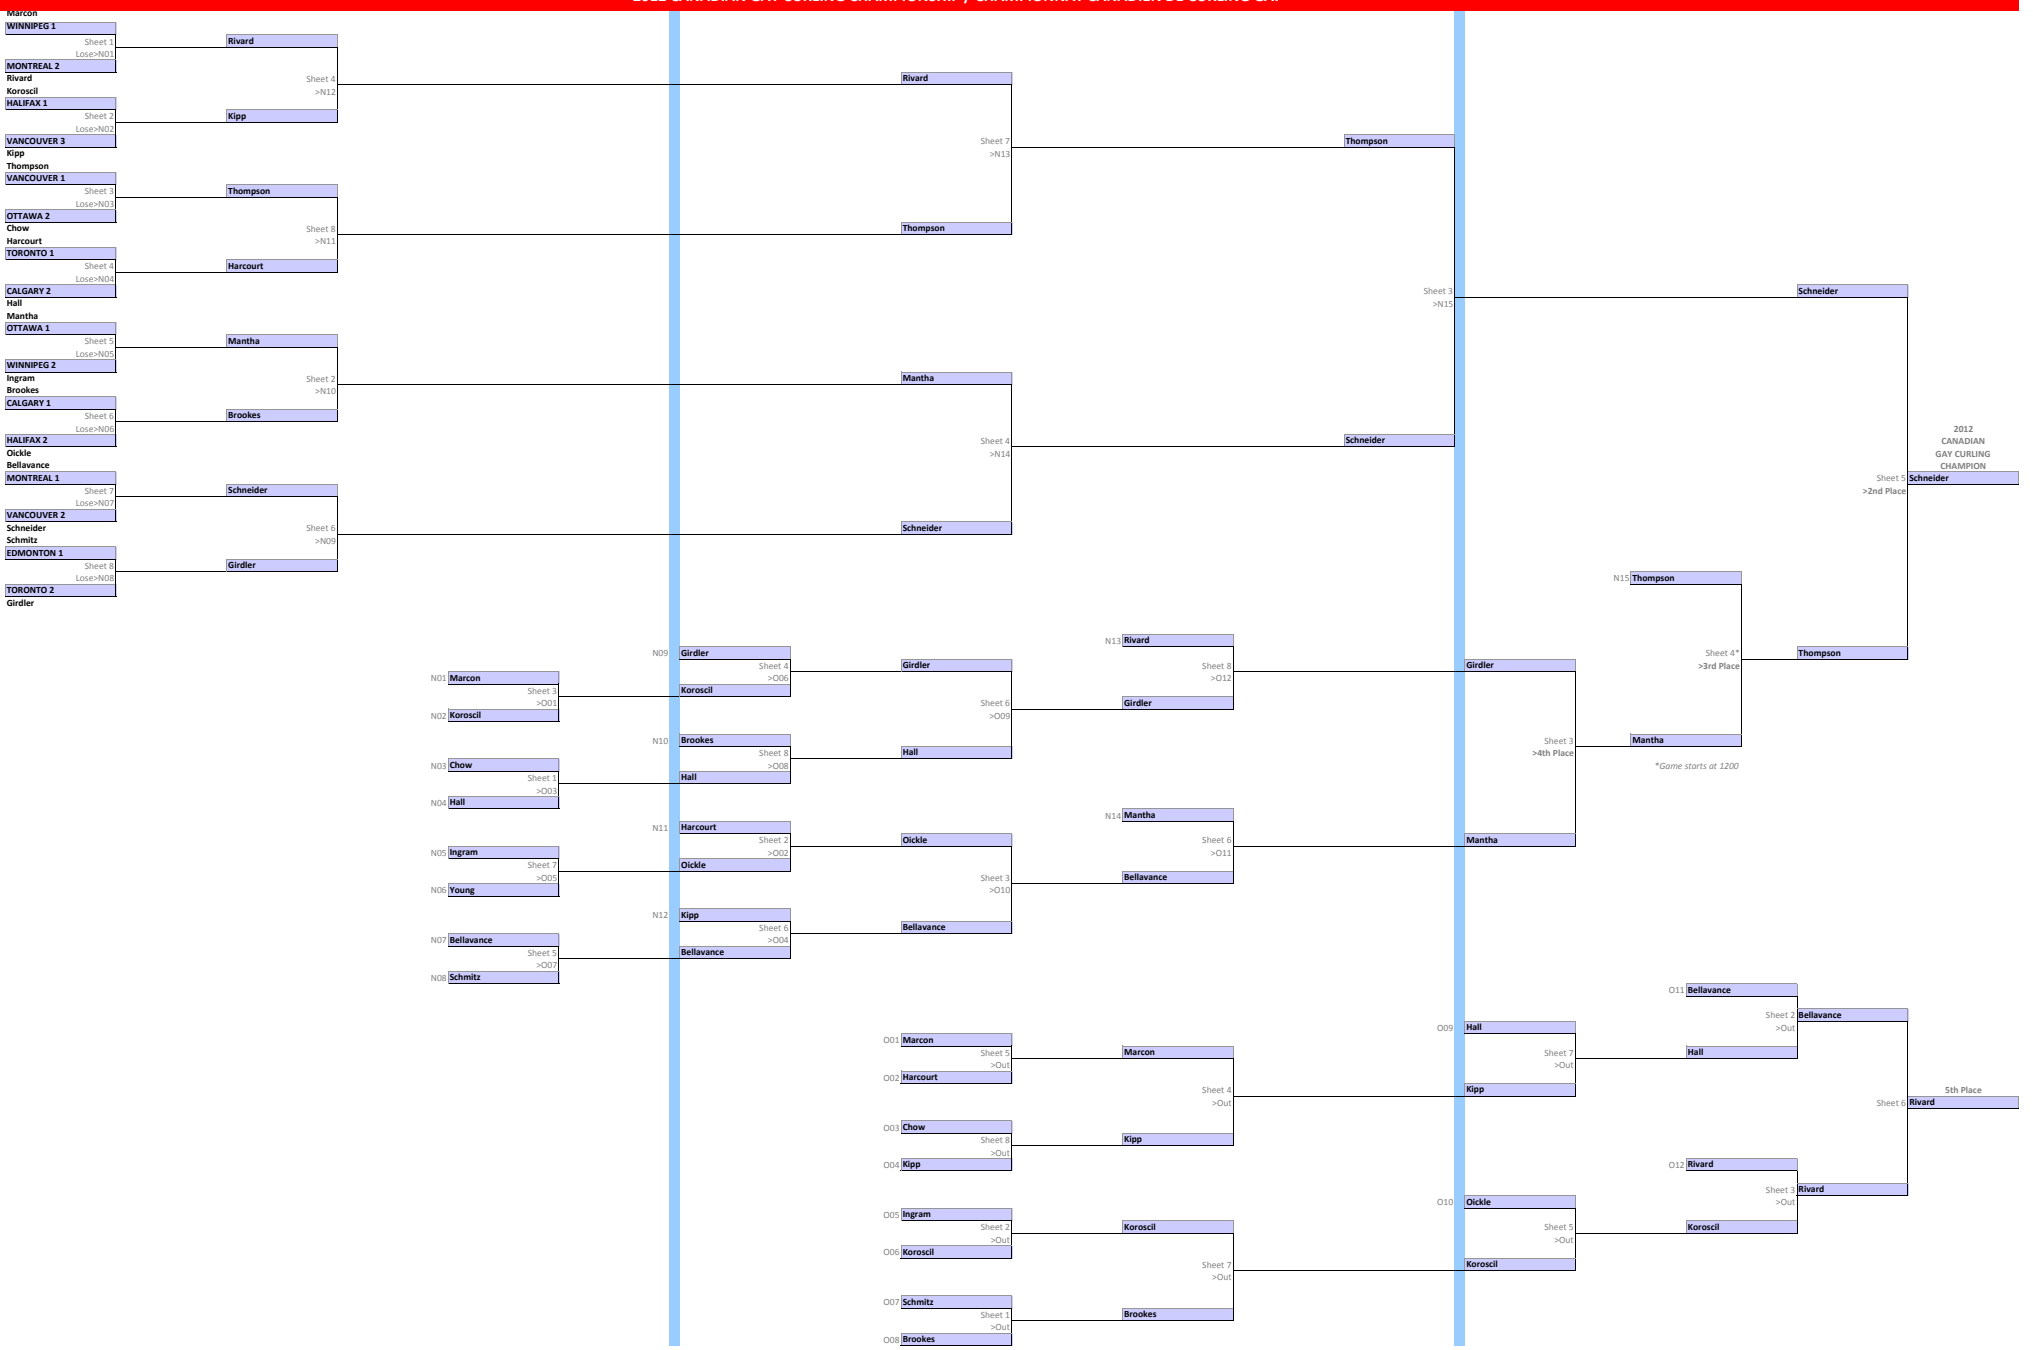 Marcon
WINNIPEG 1
Sheet 1
Lose>N01
MONTREAL 2
Rivard
Koroscil
HALIFAX 1
Sheet 2
Lose>N02
VANCOUVER 3
Kipp
Thompson
VANCOUVER 1
Sheet 3
Lose>N03
OTTAWA 2
Chow
Harcourt
TORONTO 1
Sheet 4
Lose>N04
CALGARY 2
Hall
Mantha
OTTAWA 1
Sheet 5
Lose>N05
WINNIPEG 2
Ingram
Brookes
CALGARY 1
Sheet 6
Lose>N06
HALIFAX 2
Oickle
Bellavance
MONTREAL 1
Sheet 7
Lose>N07
VANCOUVER 2
Schneider
Schmitz
EDMONTON 1
Sheet 8
Lose>N08
TORONTO 2
Girdler
Rivard
Sheet 4
>N12
Kipp
Thompson
Sheet 8
>N11
Harcourt
Mantha
Sheet 2
>N10
Brookes
Schneider
Sheet 6
>N09
Girdler
Rivard
Sheet 7
>N13
Thompson
Mantha
Sheet 4
>N14
Schneider
Thompson
Sheet 3
>N15
Schneider
Schneider
2012
CANADIAN
GAY CURLING
CHAMPION
Sheet 5 Schneider
>2nd Place
Thompson
N15 Thompson
Sheet 4*
>3rd Place
Mantha
*Game starts at 1200
N01 Marcon
Sheet 3
>O01
N02 Koroscil
N03 Chow
Sheet 1
>O03
N04 Hall
N05 Ingram
Sheet 7
>O05
N06 Young
N07 Bellavance
Sheet 5
>O07
N08 Schmitz
N09 Girdler
Sheet 4
>O06
Koroscil
N10 Brookes
Sheet 8
>O08
Hall
N11 Harcourt
Sheet 2
>O02
Oickle
N12 Kipp
Sheet 6
>O04
Bellavance
Girdler
Sheet 6
>O09
Hall
Oickle
Sheet 3
>O10
Bellavance
N13 Rivard
Sheet 8
>O12
Girdler
N14 Mantha
Sheet 6
>O11
Bellavance
Girdler
Sheet 3
>4th Place
Mantha
O01 Marcon
Sheet 5
>Out
O02 Harcourt
O03 Chow
Sheet 8
>Out
O04 Kipp
O05 Ingram
Sheet 2
>Out
O06 Koroscil
O07 Schmitz
Sheet 1
>Out
O08 Brookes
Marcon
Sheet 4
>Out
Kipp
Koroscil
Sheet 7
>Out
Brookes
O09 Hall
Sheet 7
>Out
Kipp
O10 Oickle
Sheet 5
>Out
Koroscil
O11 Bellavance
Sheet 2 Bellavance
>Out
Hall
O12 Rivard
Sheet 3 Rivard
>Out
Koroscil
5th Place
Sheet 6 Rivard